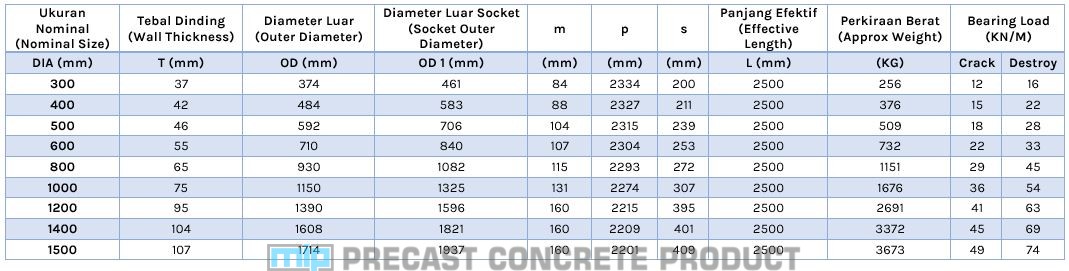 Ukuran Nominal (Nominal Size) Tebal Dinding (Wall Thickness) Diameter Luar (Outer Diameter) Diameter Luar Socket (Socket Outer Diameter) m p s Panjang Efektif (Effective Length) Perkiraan Berat (Approx Weight) Bearing Load (KN/M)
DIA (mm) T (mm) OD (mm) OD 1 (mm) (mm) (mm) (mm) L (mm) (KG) Crack Destroy
300 37 374 461 84 2334 200 2500 256 12 16
400 42 484 583 88 2327 211 2500 376 15 22
500 46 592 706 104 2315 239 2500 509 18 28
600 55 710 840 107 2304 253 2500 732 22 33
800 65 930 1082 115 2293 272 2500 1151 29 45
1000 75 1150 1325 131 2274 307 2500 1676 36 54
1200 95 1390 1596 160 2215 395 2500 2691 41 63
1400 104 1608 1821 160 2209 401 2500 3372 45 69
1500 107 1714 1937 160 2201 409 2500 3673 49 74
mip PRECAST CONCRETE PRODUCT